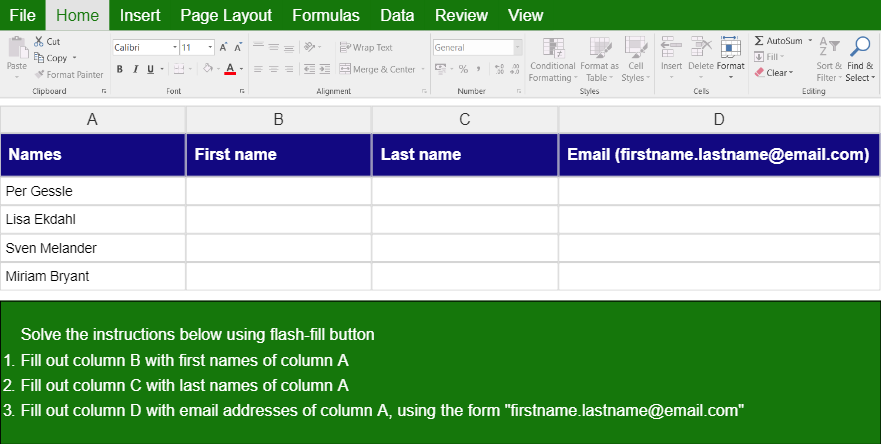 File Home Insert Page Layout Formulas Data Review View
Cut Calibri 11 A A Wrap Text General AutoSum
Copy Fill
Paste Format Painter B I U A Merge & Center % , Conditional Format as Cell Insert Delete Format Clear Sort & Find &
Formatting Table Styles Filter Select
Clipboard Font Alignment Number Styles Cells Editing
A B C D
Names First name Last name Email (firstname.lastname@email.com)
Per Gessle
Lisa Ekdahl
Sven Melander
Miriam Bryant
Solve the instructions below using flash-fill button
1. Fill out column B with first names of column A
2. Fill out column C with last names of column A
3. Fill out column D with email addresses of column A, using the form "firstname.lastname@email.com"